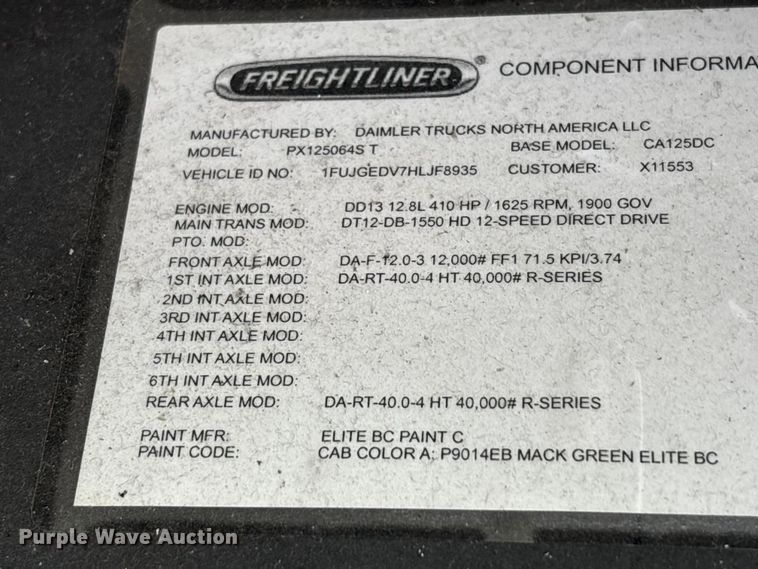 FREIGHTLINER® COMPONENT INFORMA
MANUFACTURED BY: DAIMLER TRUCKS NORTH AMERICA LLC
MODEL: PX125064S T BASE MODEL: CA125DC
VEHICLE ID NO: 1FUJGEDV7HLJF8935 CUSTOMER: X11553
ENGINE MOD: DD13 12.8L 410 HP / 1625 RPM, 1900 GOV
MAIN TRANS MOD: DT12-DB-1550 HD 12-SPEED DIRECT DRIVE
PTO. MOD:
FRONT AXLE MOD: DA-F-12.0-3 12,000# FF1 71.5 KPI/3.74
1ST INT AXLE MOD: DA-RT-40.0-4 HT 40,000# R-SERIES
2ND INT AXLE MOD:
3RD INT AXLE MOD:
4TH INT AXLE MOD:
5TH INT AXLE MOD:
6TH INT AXLE MOD:
REAR AXLE MOD: DA-RT-40.0-4 HT 40,000# R-SERIES
PAINT MFR: ELITE BC PAINT C
PAINT CODE: CAB COLOR A: P9014EB MACK GREEN ELITE BC
Purple Wave Auction